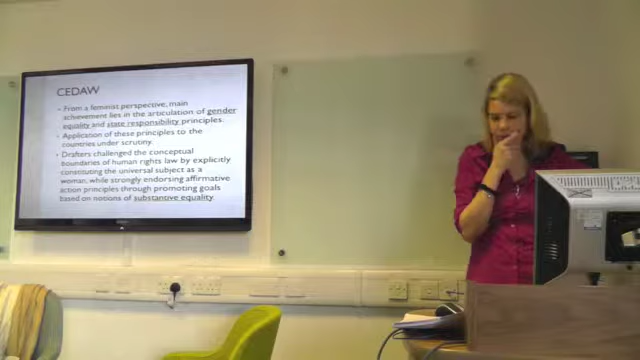 CEDAW
– From a feminist perspective, main
achievement lies in the articulation of gender
equality and state responsibility principles.
– Application of these principles to the
countries under scrutiny.
– Drafters challenged the conceptual
boundaries of human rights law by explicitly
constituting the universal subject as a
woman, while strongly endorsing affirmative
action principles through promoting goals
based on notions of substantive equality.